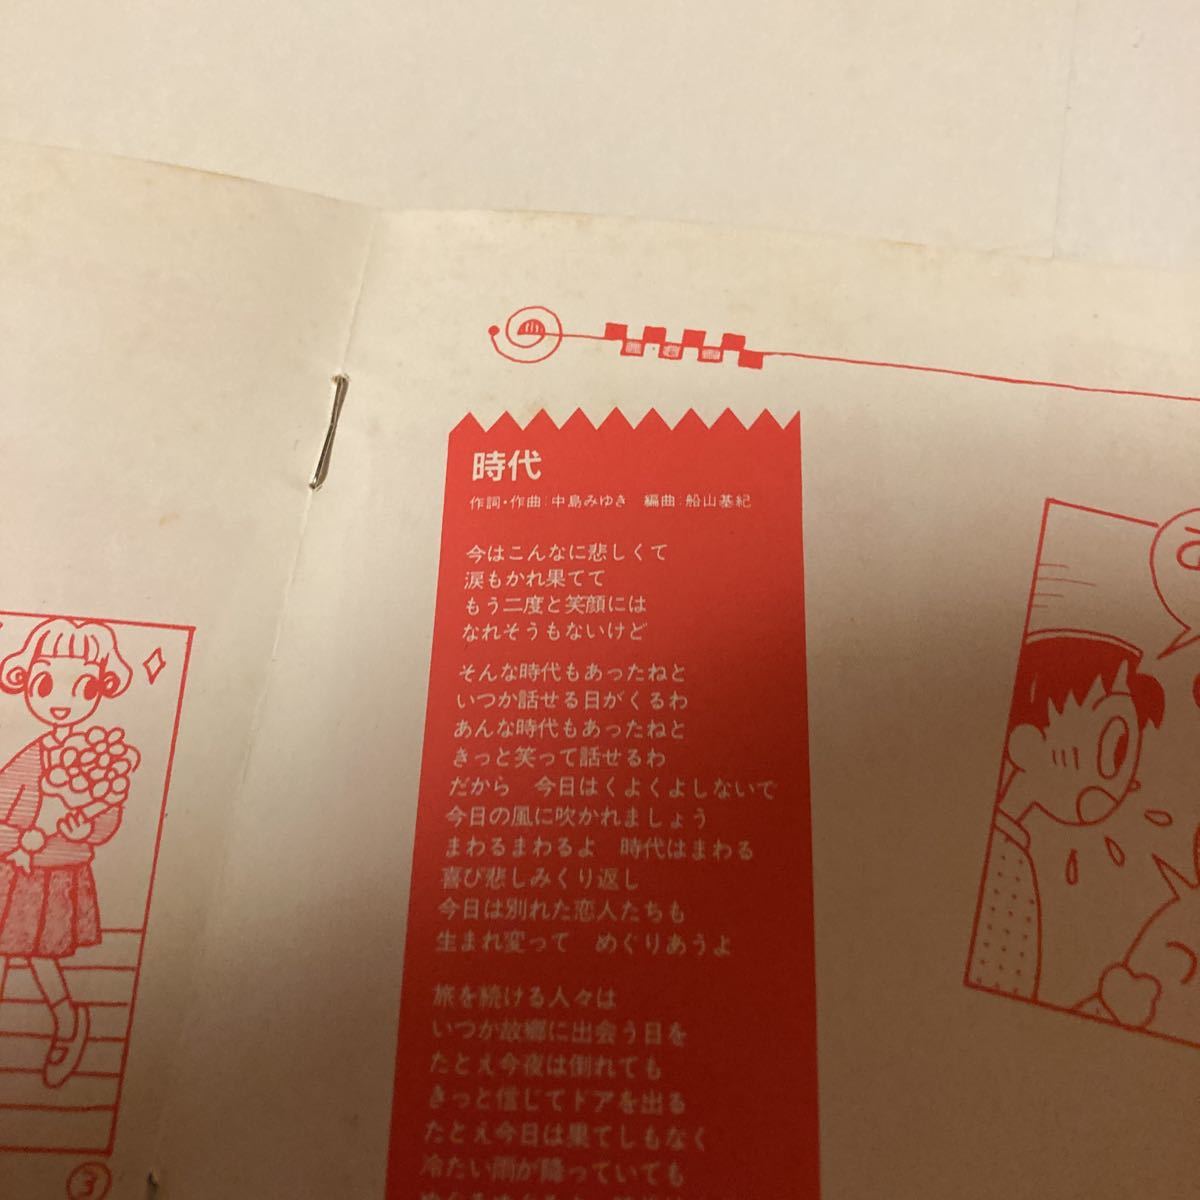 時代
作詞・作曲:中島みゆき 編曲:船山基紀
今はこんなに悲しくて
涙もかれ果てて
もう二度と笑顔には
なれそうもないけど
そんな時代もあったねと
いつか話せる日がくるわ
あんな時代もあったねと
きっと笑って話せるわ
だから 今日はくよくよしないで
今日の風に吹かれましょう
まわるまわるよ 時代はまわる
喜び悲しみくり返し
今日は別れた恋人たちも
生まれ変って めぐりあうよ
旅を続ける人々は
いつか故郷に出会う日を
たとえ今夜は倒れても
きっと信じてドアを出る
たとえ今日は果てしもなく
冷たい雨が降っていても
③